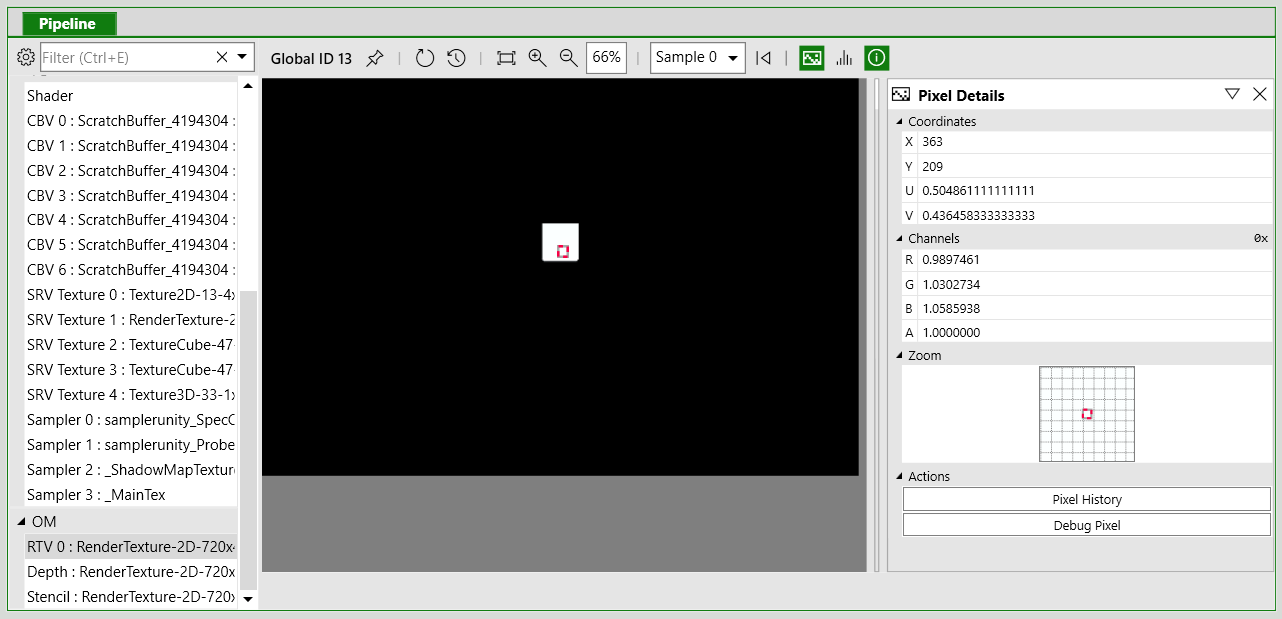 Pipeline
Filter (Ctrl+E)
Global ID 13
66%
Sample 0
Shader
CBV 0 : ScratchBuffer_4194304 :
CBV 1 : ScratchBuffer_4194304 :
CBV 2 : ScratchBuffer_4194304 :
CBV 3 : ScratchBuffer_4194304 :
CBV 4 : ScratchBuffer_4194304 :
CBV 5 : ScratchBuffer_4194304 :
CBV 6 : ScratchBuffer_4194304 :
SRV Texture 0 : Texture2D-13-4x
SRV Texture 1 : RenderTexture-2
SRV Texture 2 : TextureCube-47-
SRV Texture 3 : TextureCube-47-
SRV Texture 4 : Texture3D-33-1x
Sampler 0 : samplerunity_SpecC
Sampler 1 : samplerunity_Probe
Sampler 2 : _ShadowMapTextur
Sampler 3 : _MainTex
OM
RTV 0 : RenderTexture-2D-720x4
Depth : RenderTexture-2D-720x
Stencil : RenderTexture-2D-720x
Pixel Details
Coordinates
X 363
Y 209
U 0.504861111111111
V 0.436458333333333
Channels 0x
R 0.9897461
G 1.0302734
B 1.0585938
A 1.0000000
Zoom
Actions
Pixel History
Debug Pixel